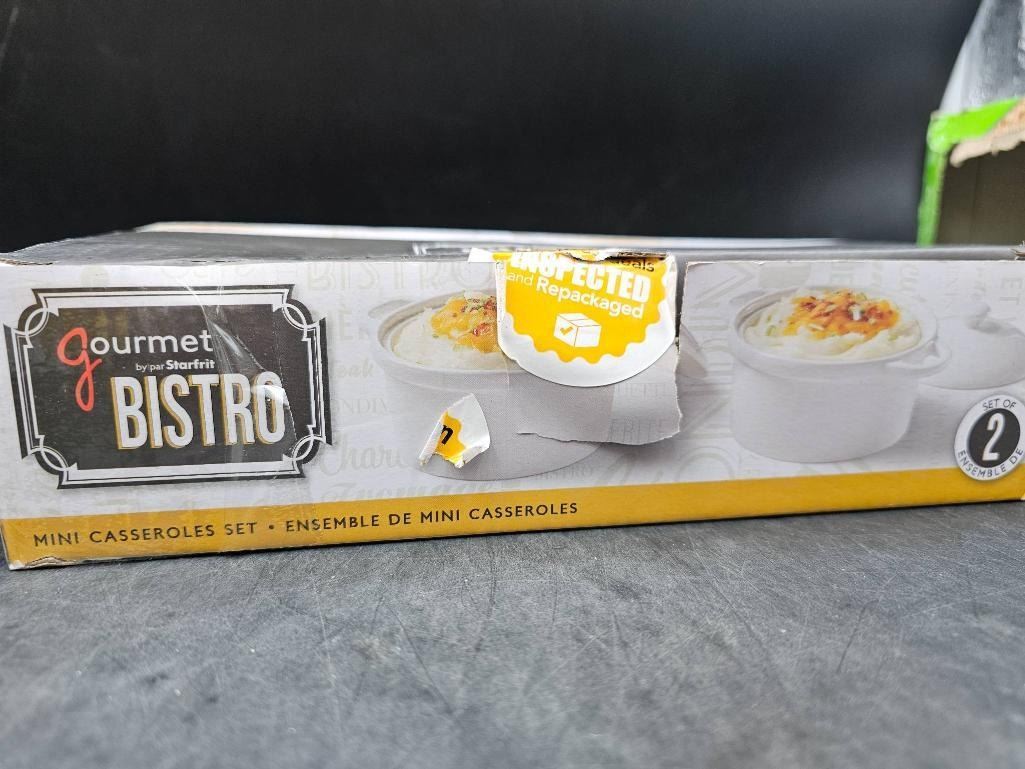 gourmet
by|par Starfrit
BISTRO
MINI CASSEROLES SET • ENSEMBLE DE MINI CASSEROLES
INSPECTED
and Repackaged
SET OF
2
ENSEMBLE DE
BISTRO